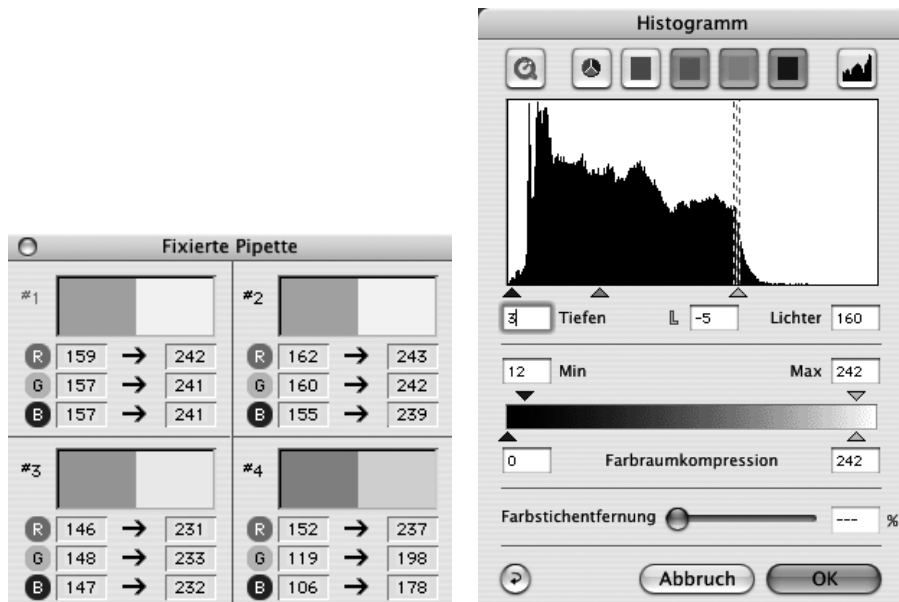 Fixierte Pipette
#1
R 159 → 242
G 157 → 241
B 157 → 241
#2
R 162 → 243
G 160 → 242
B 155 → 239
#3
R 146 → 231
G 148 → 233
B 147 → 232
#4
R 152 → 237
G 119 → 198
B 106 → 178
Histogramm
3 Tiefen L -5 Lichter 160
12 Min Max 242
0 Farbraumkompression 242
Farbstichentfernung --- %
Abbruch OK